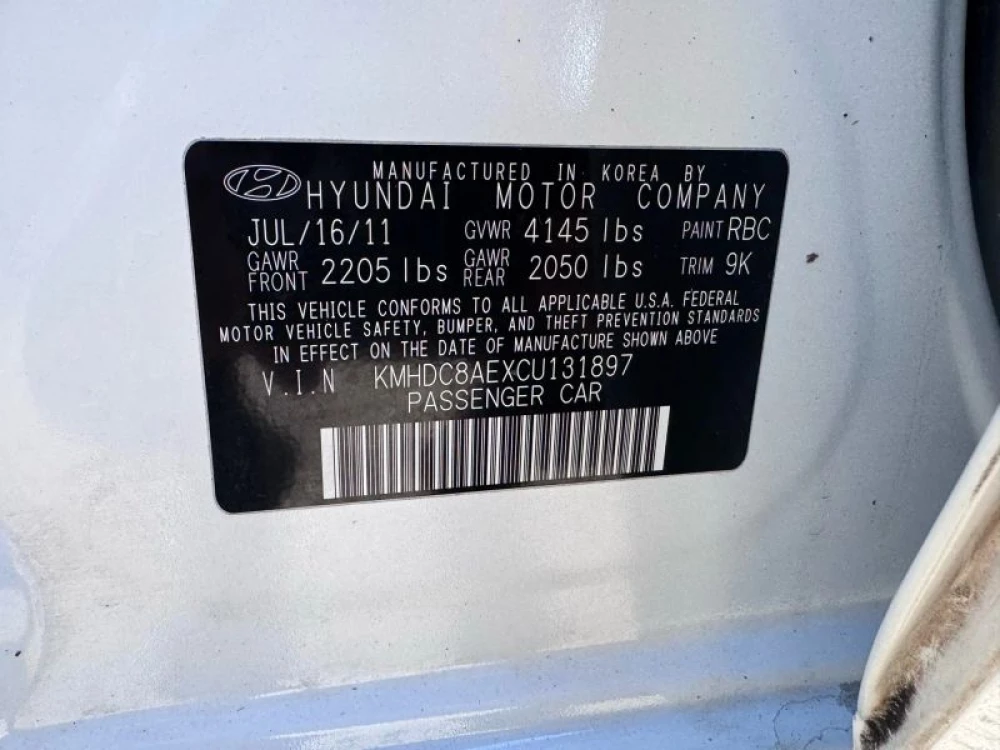 MANUFACTURED IN KOREA BY
HYUNDAI MOTOR COMPANY
JUL/16/11 GVWR 4145 lbs PAINT RBC
GAWR FRONT 2205 lbs GAWR REAR 2050 lbs TRIM 9K
THIS VEHICLE CONFORMS TO ALL APPLICABLE U.S.A. FEDERAL
MOTOR VEHICLE SAFETY, BUMPER, AND THEFT PREVENTION STANDARDS
IN EFFECT ON THE DATE OF MANUFACTURE SHOWN ABOVE
V.I.N KMHDC8AEXCU131897
PASSENGER CAR